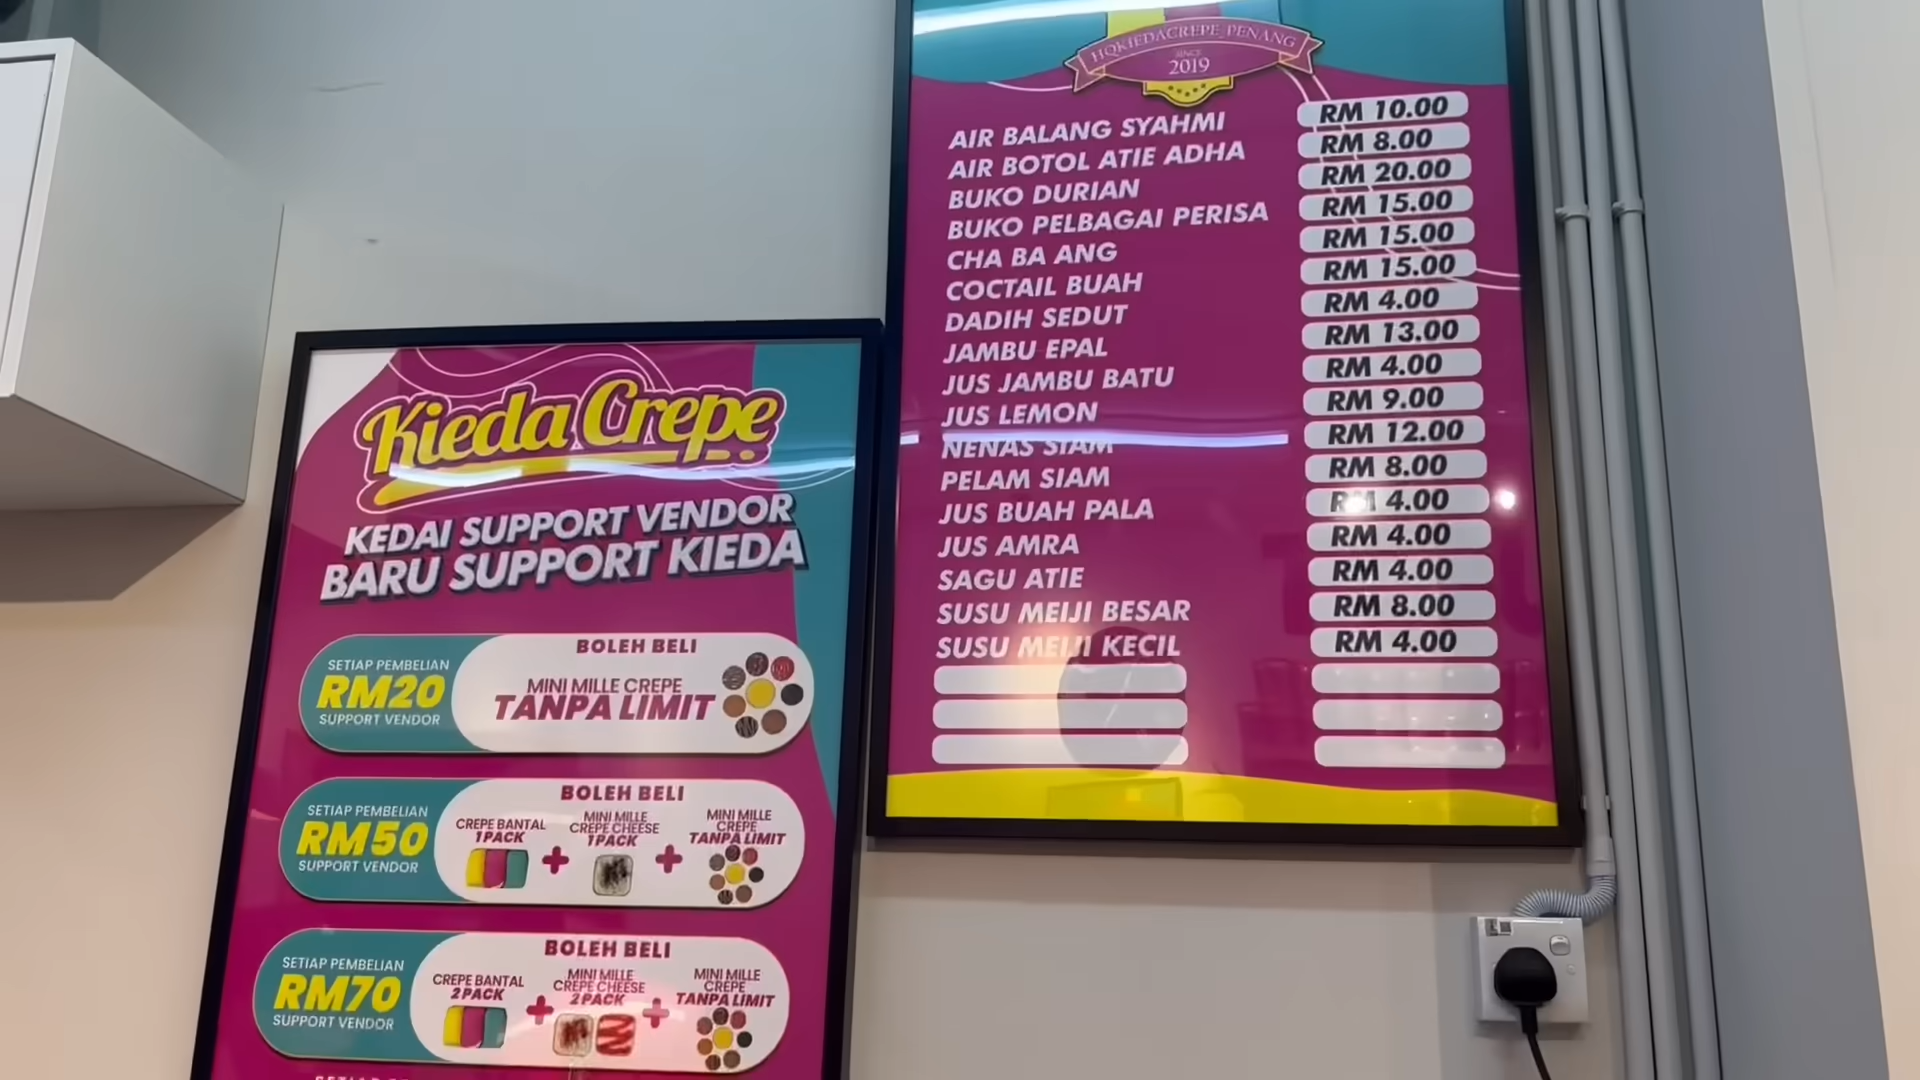 Kieda Crepe
KEDAI SUPPORT VENDOR
BARU SUPPORT KIEDA
SETIAP PEMBELIAN
RM20
SUPPORT VENDOR
BOLEH BELI
MINI MILLE CREPE
TANPA LIMIT
SETIAP PEMBELIAN
RM50
SUPPORT VENDOR
BOLEH BELI
CREPE BANTAL
1 PACK
+
MINI MILLE
CREPE CHEESE
1 PACK
+
MINI MILLE
CREPE
TANPA LIMIT
SETIAP PEMBELIAN
RM70
SUPPORT VENDOR
BOLEH BELI
CREPE BANTAL
2 PACK
+
MINI MILLE
CREPE CHEESE
2 PACK
+
MINI MILLE
CREPE
TANPA LIMIT
HQKIEDACREPE_PENANG
SINCE
2019
AIR BALANG SYAHMI RM 10.00
AIR BOTOL ATIE ADHA RM 8.00
BUKO DURIAN RM 20.00
BUKO PELBAGAI PERISA RM 15.00
CHA BA ANG RM 15.00
COCTAIL BUAH RM 15.00
DADIH SEDUT RM 4.00
JAMBU EPAL RM 13.00
JUS JAMBU BATU RM 4.00
JUS LEMON RM 9.00
NENAS SIAM RM 12.00
PELAM SIAM RM 8.00
JUS BUAH PALA RM 4.00
JUS AMRA RM 4.00
SAGU ATIE RM 4.00
SUSU MEIJI BESAR RM 8.00
SUSU MEIJI KECIL RM 4.00